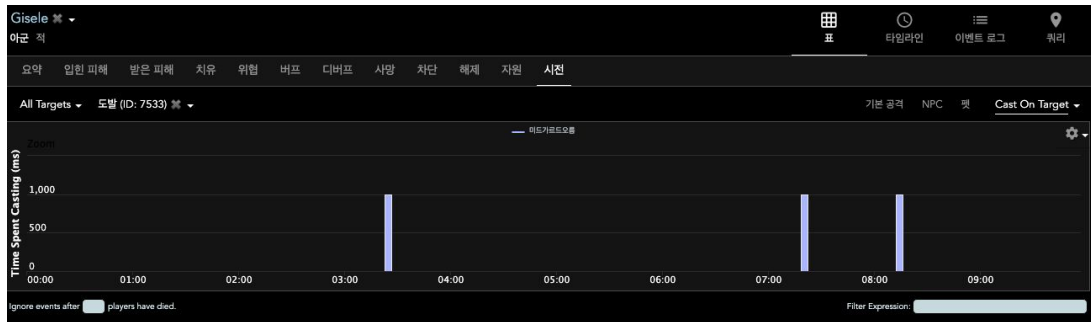 Gisele ✖ ▾
아군 적
표
타임라인
이벤트 로그
쿼리
요약 입힌 피해 받은 피해 치유 위협 버프 디버프 사망 차단 해제 자원 시전
All Targets ▾ 도발 (ID: 7533) ✖ ▾
기본 공격 NPC 펫 Cast On Target ▾
미드가르드오름
Zoom
Time Spent Casting (ms)
1,000
500
0
00:00 01:00 02:00 03:00 04:00 05:00 06:00 07:00 08:00 09:00
Ignore events after players have died.
Filter Expression: